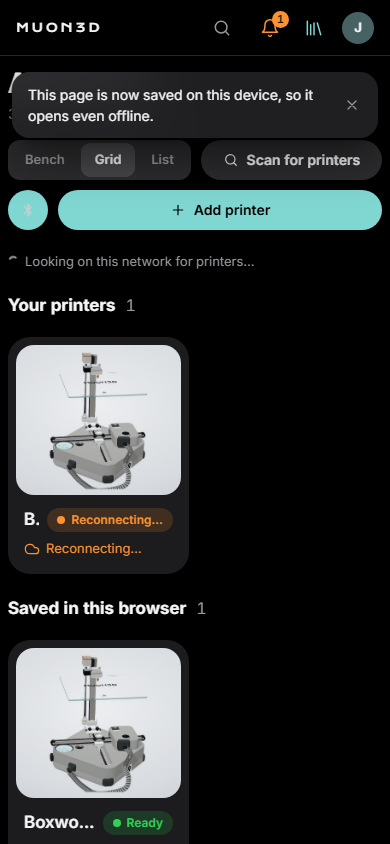 MUON3D
1
J
This page is now saved on this device, so it
opens even offline.
Bench
Grid
List
Scan for printers
Add printer
Looking on this network for printers...
Your printers 1
B.
Reconnecting...
Reconnecting...
Saved in this browser 1
Boxwo...
Ready